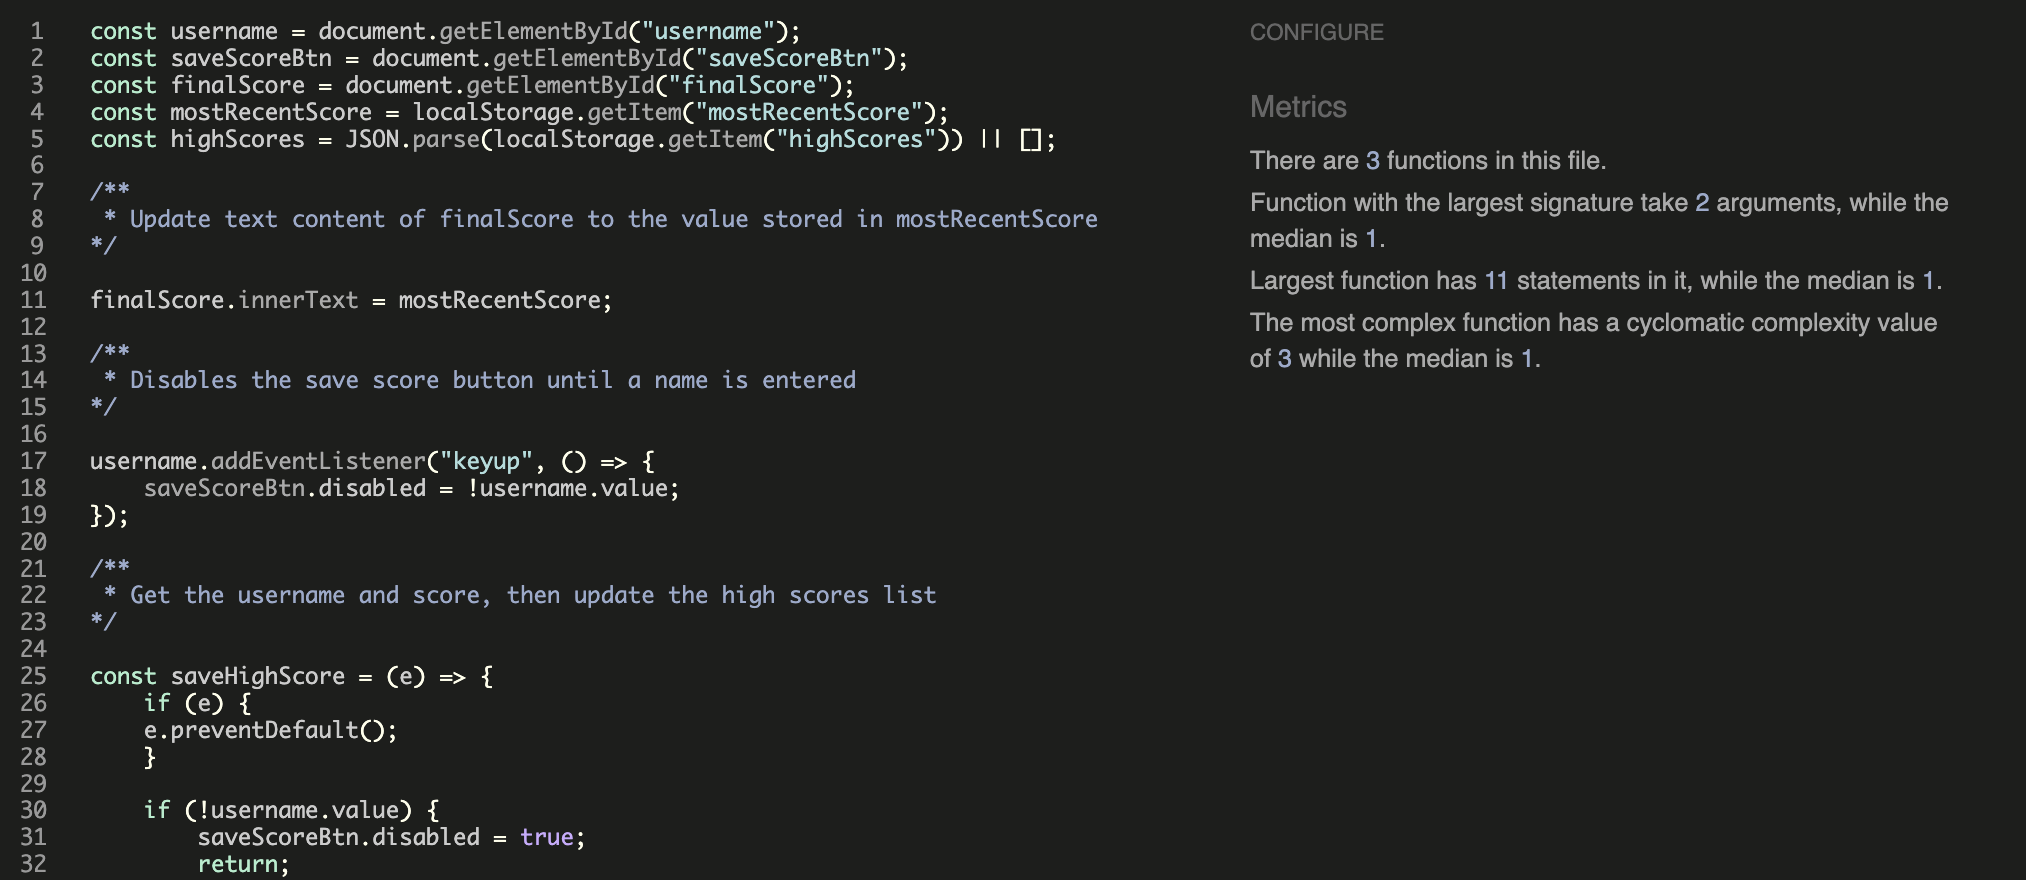 1 const username = document.getElementById("username");
2 const saveScoreBtn = document.getElementById("saveScoreBtn");
3 const finalScore = document.getElementById("finalScore");
4 const mostRecentScore = localStorage.getItem("mostRecentScore");
5 const highScores = JSON.parse(localStorage.getItem("highScores")) || [];
6
7 /**
8  * Update text content of finalScore to the value stored in mostRecentScore
9 */
10
11 finalScore.innerText = mostRecentScore;
12
13 /**
14  * Disables the save score button until a name is entered
15 */
16
17 username.addEventListener("keyup", () => {
18     saveScoreBtn.disabled = !username.value;
19 });
20
21 /**
22  * Get the username and score, then update the high scores list
23 */
24
25 const saveHighScore = (e) => {
26     if (e) {
27     e.preventDefault();
28     }
29
30     if (!username.value) {
31         saveScoreBtn.disabled = true;
32         return;
CONFIGURE
Metrics
There are 3 functions in this file.
Function with the largest signature take 2 arguments, while the
median is 1.
Largest function has 11 statements in it, while the median is 1.
The most complex function has a cyclomatic complexity value
of 3 while the median is 1.